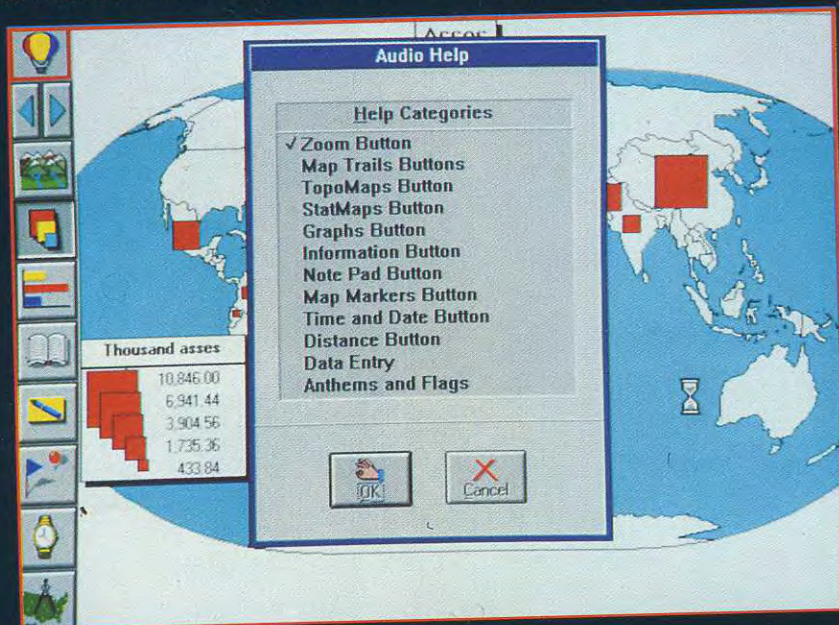 Asses
Audio Help
Help Categories
√ Zoom Button
Map Trails Buttons
TopoMaps Button
StatMaps Button
Graphs Button
Information Button
Note Pad Button
Map Markers Button
Time and Date Button
Distance Button
Data Entry
Anthems and Flags
OK
Cancel
Thousand asses
10,846.00
6,941.44
3,904.56
1,735.36
433.84